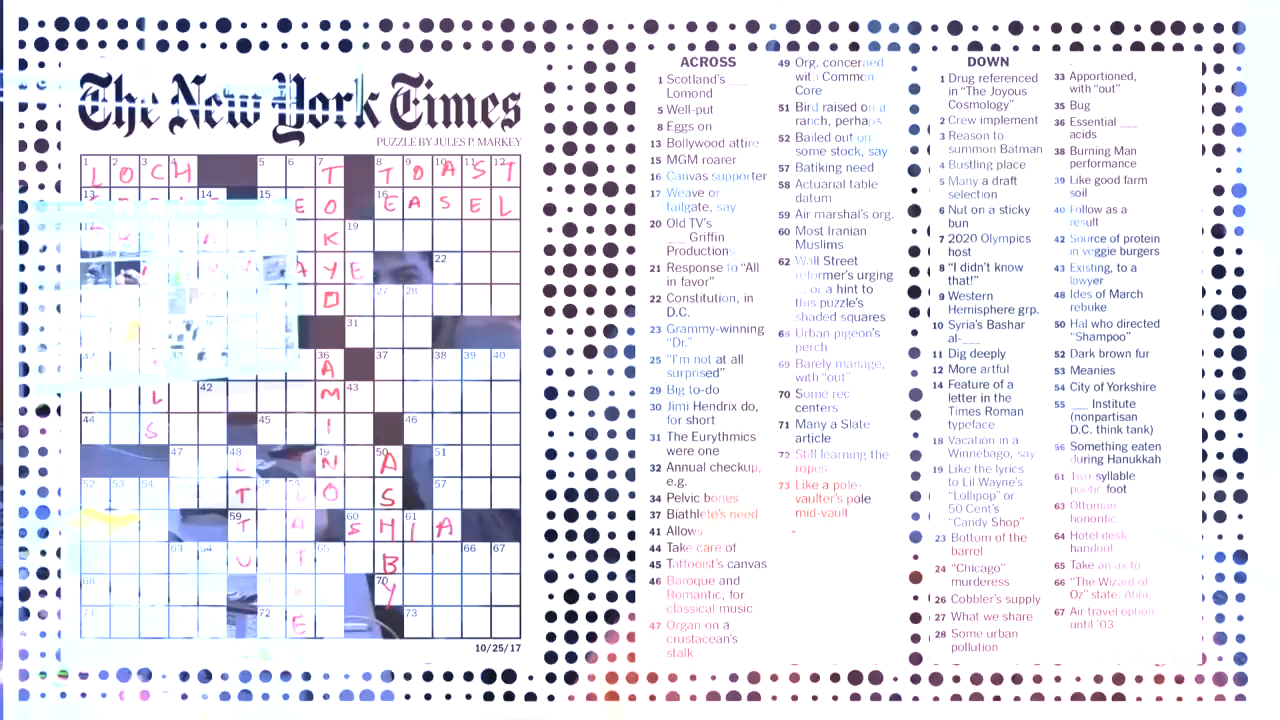 The New York Times
PUZZLE BY JULES P. MARKEY
L O C H T T O A S T
E O E A S E L
K
A Y E
O
A
L M
S I
L N A
T O S
T A S H I A
U T B
Y
E
10/25/17
ACROSS
1 Scotland's ___
Lomond
5 Well-put
8 Eggs on
13 Bollywood attire
15 MGM roarer
16 Canvas supporter
17 Weave or
tailgate, say
20 Old TV's
___ Griffin
Productions
21 Response to "All
in favor"
22 Constitution, in
D.C.
23 Grammy-winning
"Dr."
25 "I'm not at all
surprised"
29 Big to-do
30 Jimi Hendrix do,
for short
31 The Eurythmics
were one
32 Annual checkup,
e.g.
34 Pelvic bones
37 Biathlete's need
41 Allows
44 Take care of
45 Tattooist's canvas
46 Baroque and
Romantic, for
classical music
47 Organ on a
crustacean's
stalk
49 Org. concerned
with Common
Core
51 Bird raised on a
ranch, perhaps
52 Bailed out on
some stock, say
57 Batiking need
58 Actuarial table
datum
59 Air marshal's org.
60 Most Iranian
Muslims
62 Wall Street
reformer's urging
... or a hint to
this puzzle's
shaded squares
68 Urban pigeon's
perch
69 Barely manage,
with "out"
70 Some rec
centers
71 Many a Slate
article
72 Still learning the
ropes
73 Like a pole-
vaulter's pole
mid-vault
DOWN
1 Drug referenced
in "The Joyous
Cosmology"
2 Crew implement
3 Reason to
summon Batman
4 Bustling place
5 Many a draft
selection
6 Nut on a sticky
bun
7 2020 Olympics
host
8 "I didn't know
that!"
9 Western
Hemisphere grp.
10 Syria's Bashar
al-___
11 Dig deeply
12 More artful
14 Feature of a
letter in the
Times Roman
typeface
18 Vacation in a
Winnebago, say
19 Like the lyrics
to Lil Wayne's
"Lollipop" or
50 Cent's
"Candy Shop"
23 Bottom of the
barrel
24 "Chicago"
murderess
26 Cobbler's supply
27 What we share
28 Some urban
pollution
33 Apportioned,
with "out"
35 Bug
36 Essential ___
acids
38 Burning Man
performance
39 Like good farm
soil
40 Follow as a
result
42 Source of protein
in veggie burgers
43 Existing, to a
lawyer
48 Ides of March
rebuke
50 Hal who directed
"Shampoo"
52 Dark brown fur
53 Meanies
54 City of Yorkshire
55 ___ Institute
(nonpartisan
D.C. think tank)
56 Something eaten
during Hanukkah
61 Two-syllable
poetic foot
63 Ottoman
honorific
64 Hotel desk
handout
65 Take an ax to
66 "The Wizard of
Oz" state: Abbr.
67 Air travel option
until '03